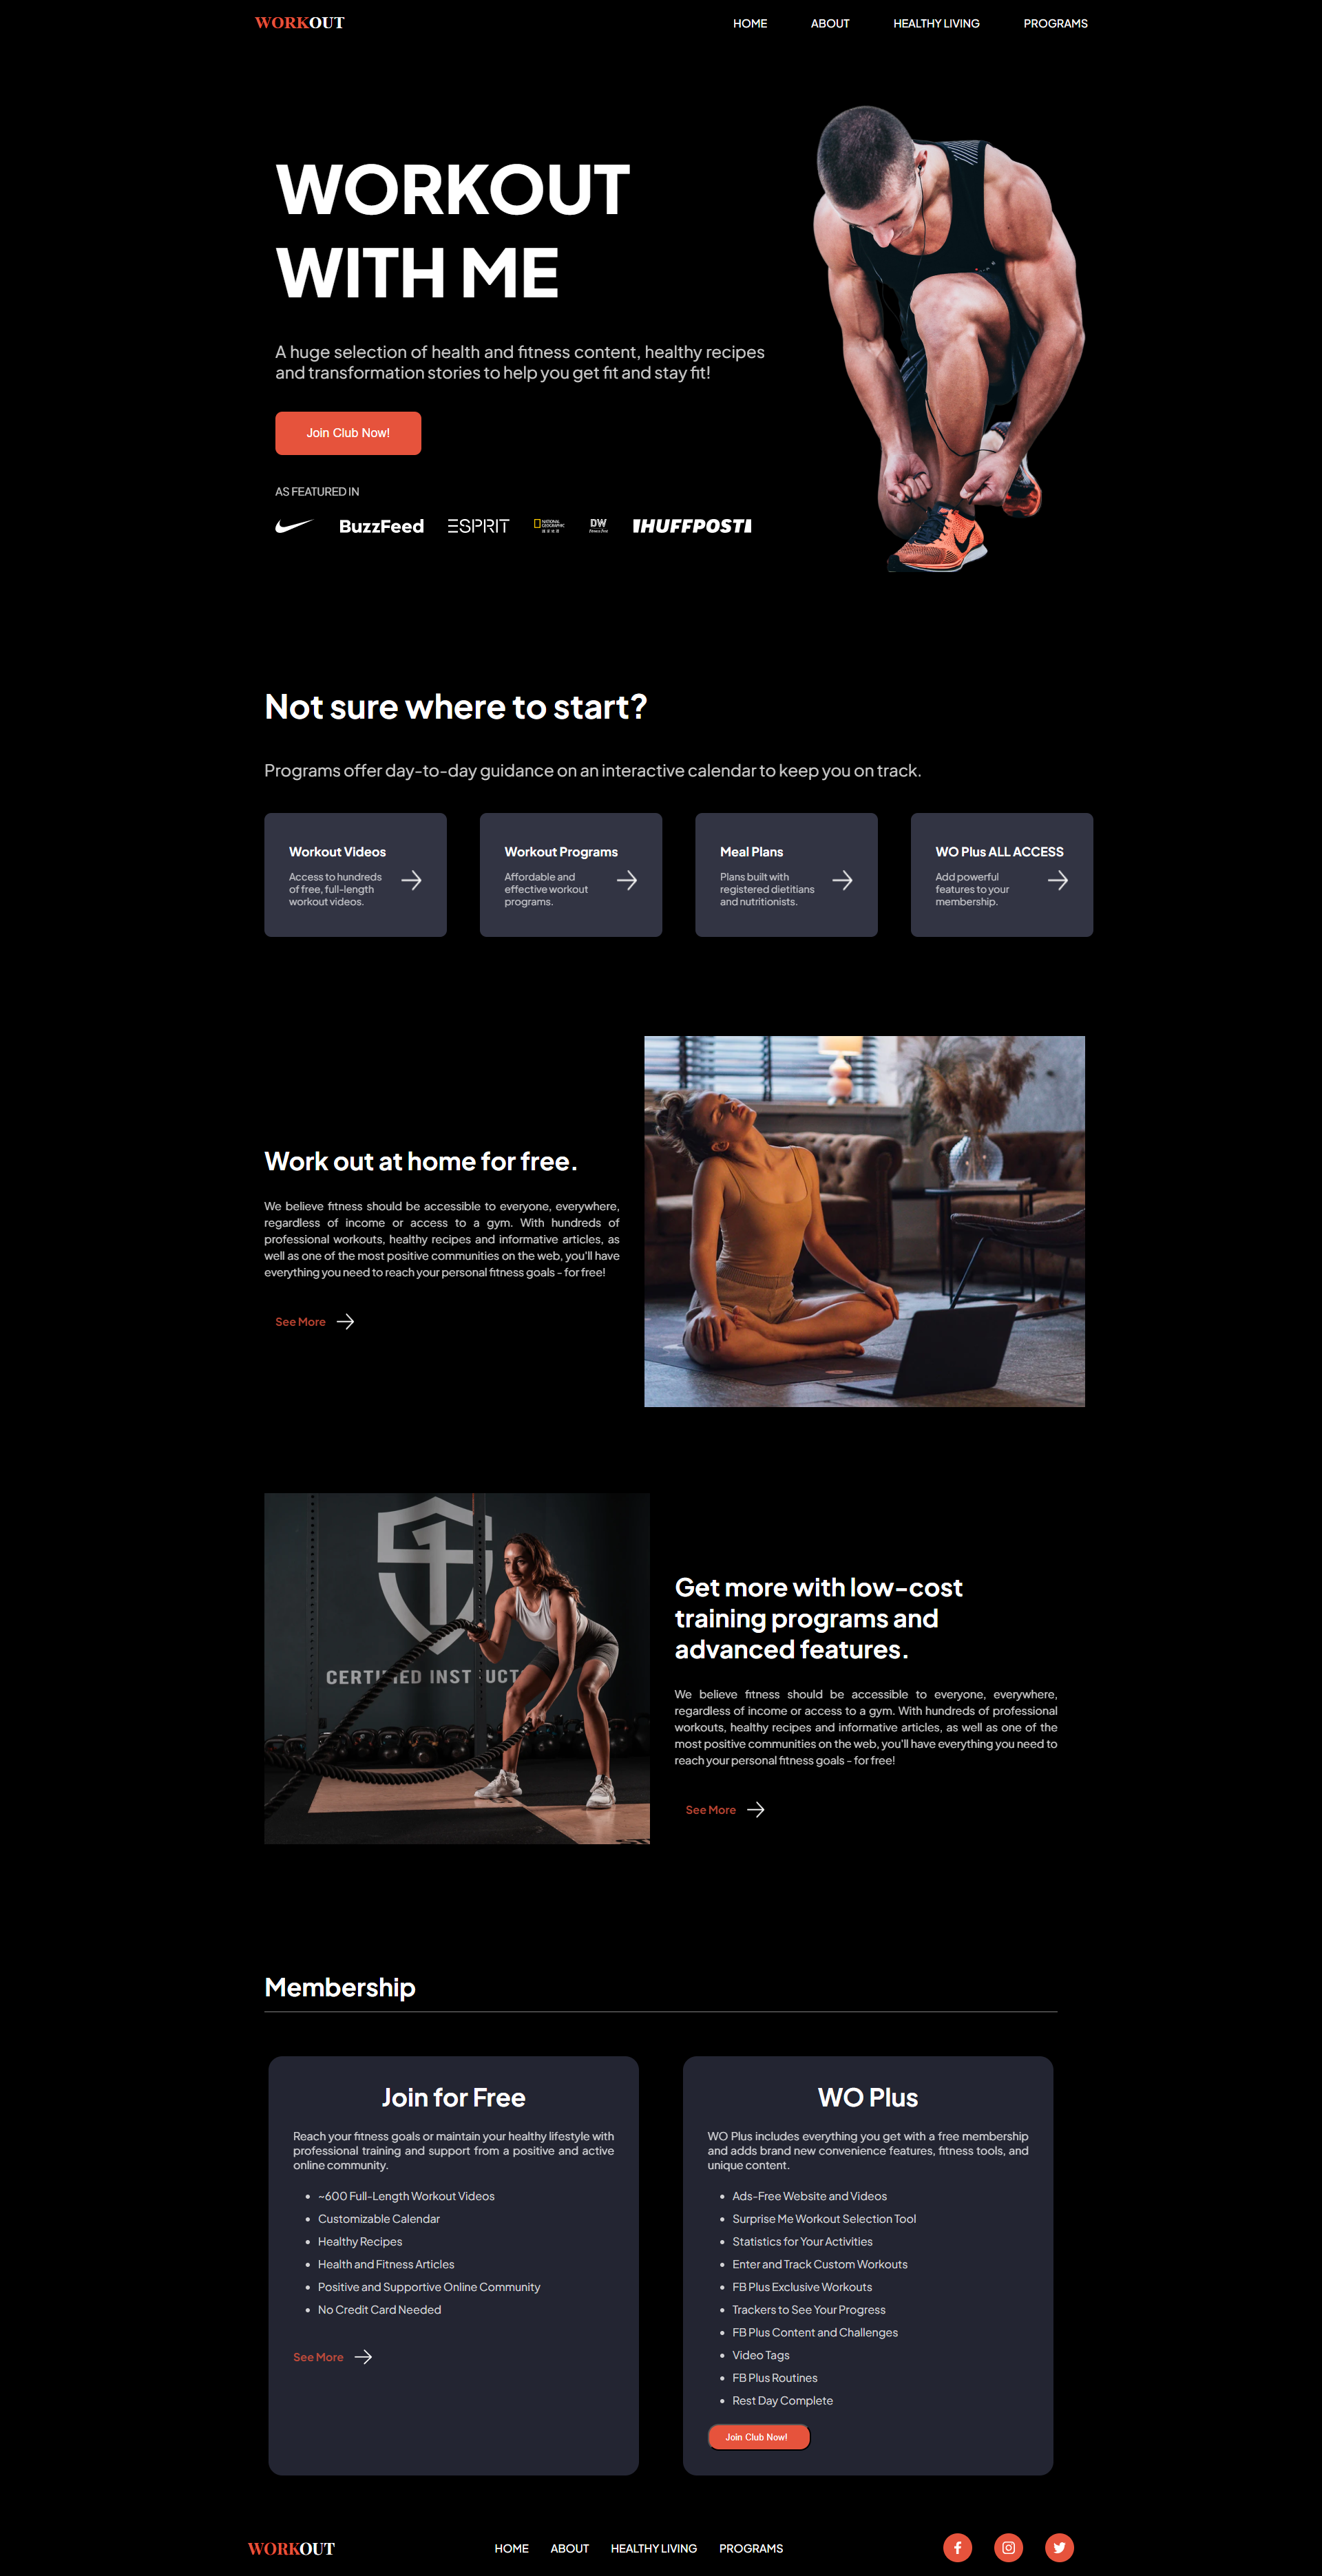 WORKOUT
HOME ABOUT HEALTHY LIVING PROGRAMS
WORKOUT
WITH ME
A huge selection of health and fitness content, healthy recipes
and transformation stories to help you get fit and stay fit!
Join Club Now!
AS FEATURED IN
BuzzFeed ESPRIT NATIONAL GEOGRAPHIC DW Fitness First HUFFPOST
Not sure where to start?
Programs offer day-to-day guidance on an interactive calendar to keep you on track.
Workout Videos
Access to hundreds
of free, full-length
workout videos.
Workout Programs
Affordable and
effective workout
programs.
Meal Plans
Plans built with
registered dietitians
and nutritionists.
WO Plus ALL ACCESS
Add powerful
features to your
membership.
Work out at home for free.
We believe fitness should be accessible to everyone, everywhere,
regardless of income or access to a gym. With hundreds of
professional workouts, healthy recipes and informative articles, as
well as one of the most positive communities on the web, you'll have
everything you need to reach your personal fitness goals - for free!
See More
1
CERTIFIED INSTRUCT
Get more with low-cost
training programs and
advanced features.
We believe fitness should be accessible to everyone, everywhere,
regardless of income or access to a gym. With hundreds of professional
workouts, healthy recipes and informative articles, as well as one of the
most positive communities on the web, you'll have everything you need to
reach your personal fitness goals - for free!
See More
Membership
Join for Free
Reach your fitness goals or maintain your healthy lifestyle with
professional training and support from a positive and active
online community.
~600 Full-Length Workout Videos
Customizable Calendar
Healthy Recipes
Health and Fitness Articles
Positive and Supportive Online Community
No Credit Card Needed
See More
WO Plus
WO Plus includes everything you get with a free membership
and adds brand new convenience features, fitness tools, and
unique content.
Ads-Free Website and Videos
Surprise Me Workout Selection Tool
Statistics for Your Activities
Enter and Track Custom Workouts
FB Plus Exclusive Workouts
Trackers to See Your Progress
FB Plus Content and Challenges
Video Tags
FB Plus Routines
Rest Day Complete
Join Club Now!
WORKOUT
HOME ABOUT HEALTHY LIVING PROGRAMS